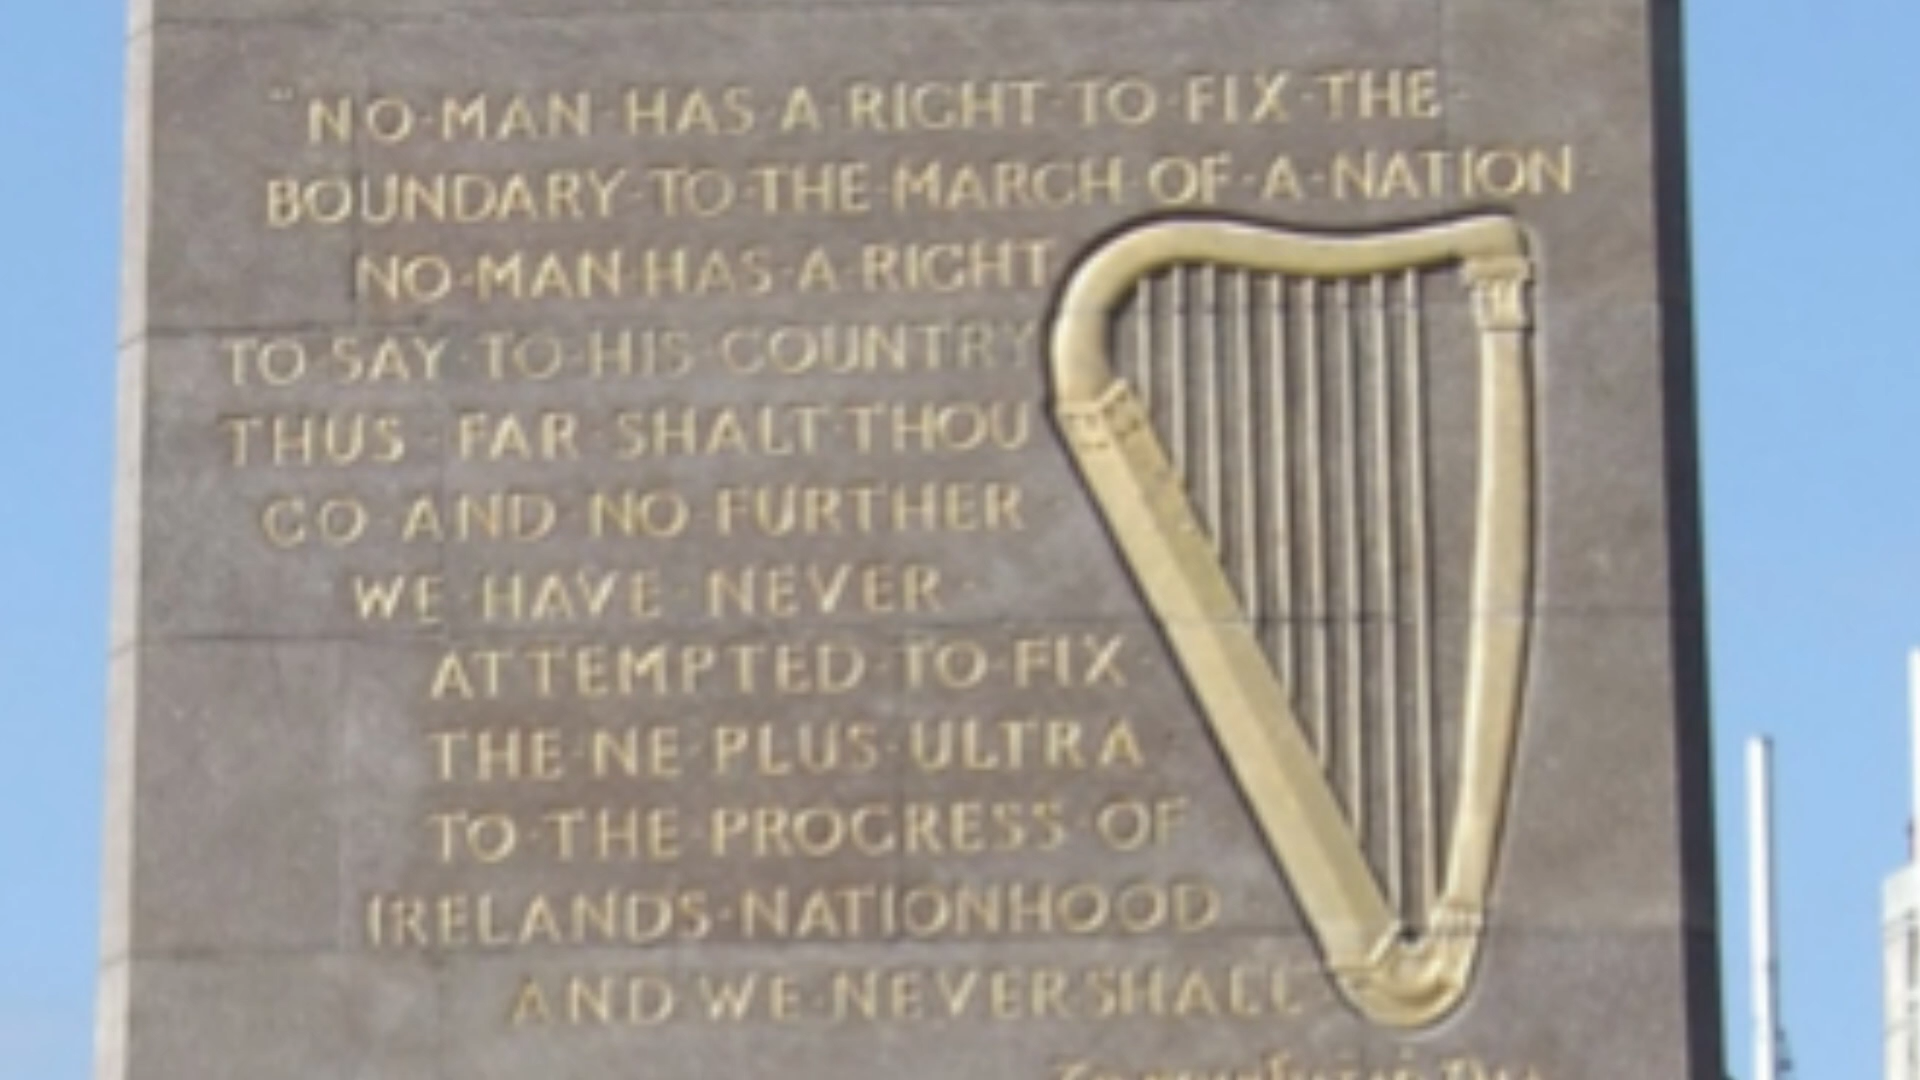 "NO·MAN·HAS·A·RIGHT·TO·FIX·THE·
BOUNDARY·TO·THE·MARCH·OF·A·NATION·
NO·MAN·HAS·A·RIGHT
TO·SAY·TO·HIS·COUNTRY
THUS·FAR·SHALT·THOU
GO·AND·NO·FURTHER·
WE·HAVE·NEVER·
ATTEMPTED·TO·FIX·
THE·NE·PLUS·ULTRA
TO·THE·PROGRESS·OF
IRELANDS·NATIONHOOD
AND·WE·NEVER·SHALL"